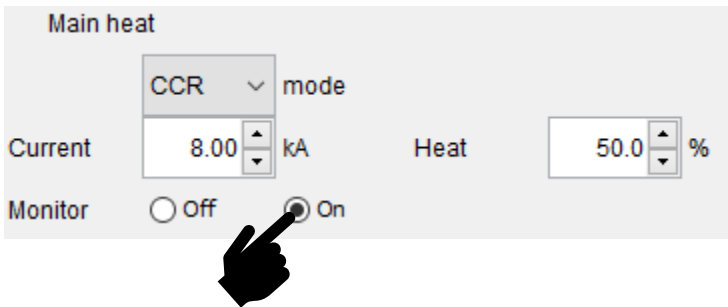 Main heat
CCR mode
Current 8.00 kA Heat 50.0 %
Monitor Off On